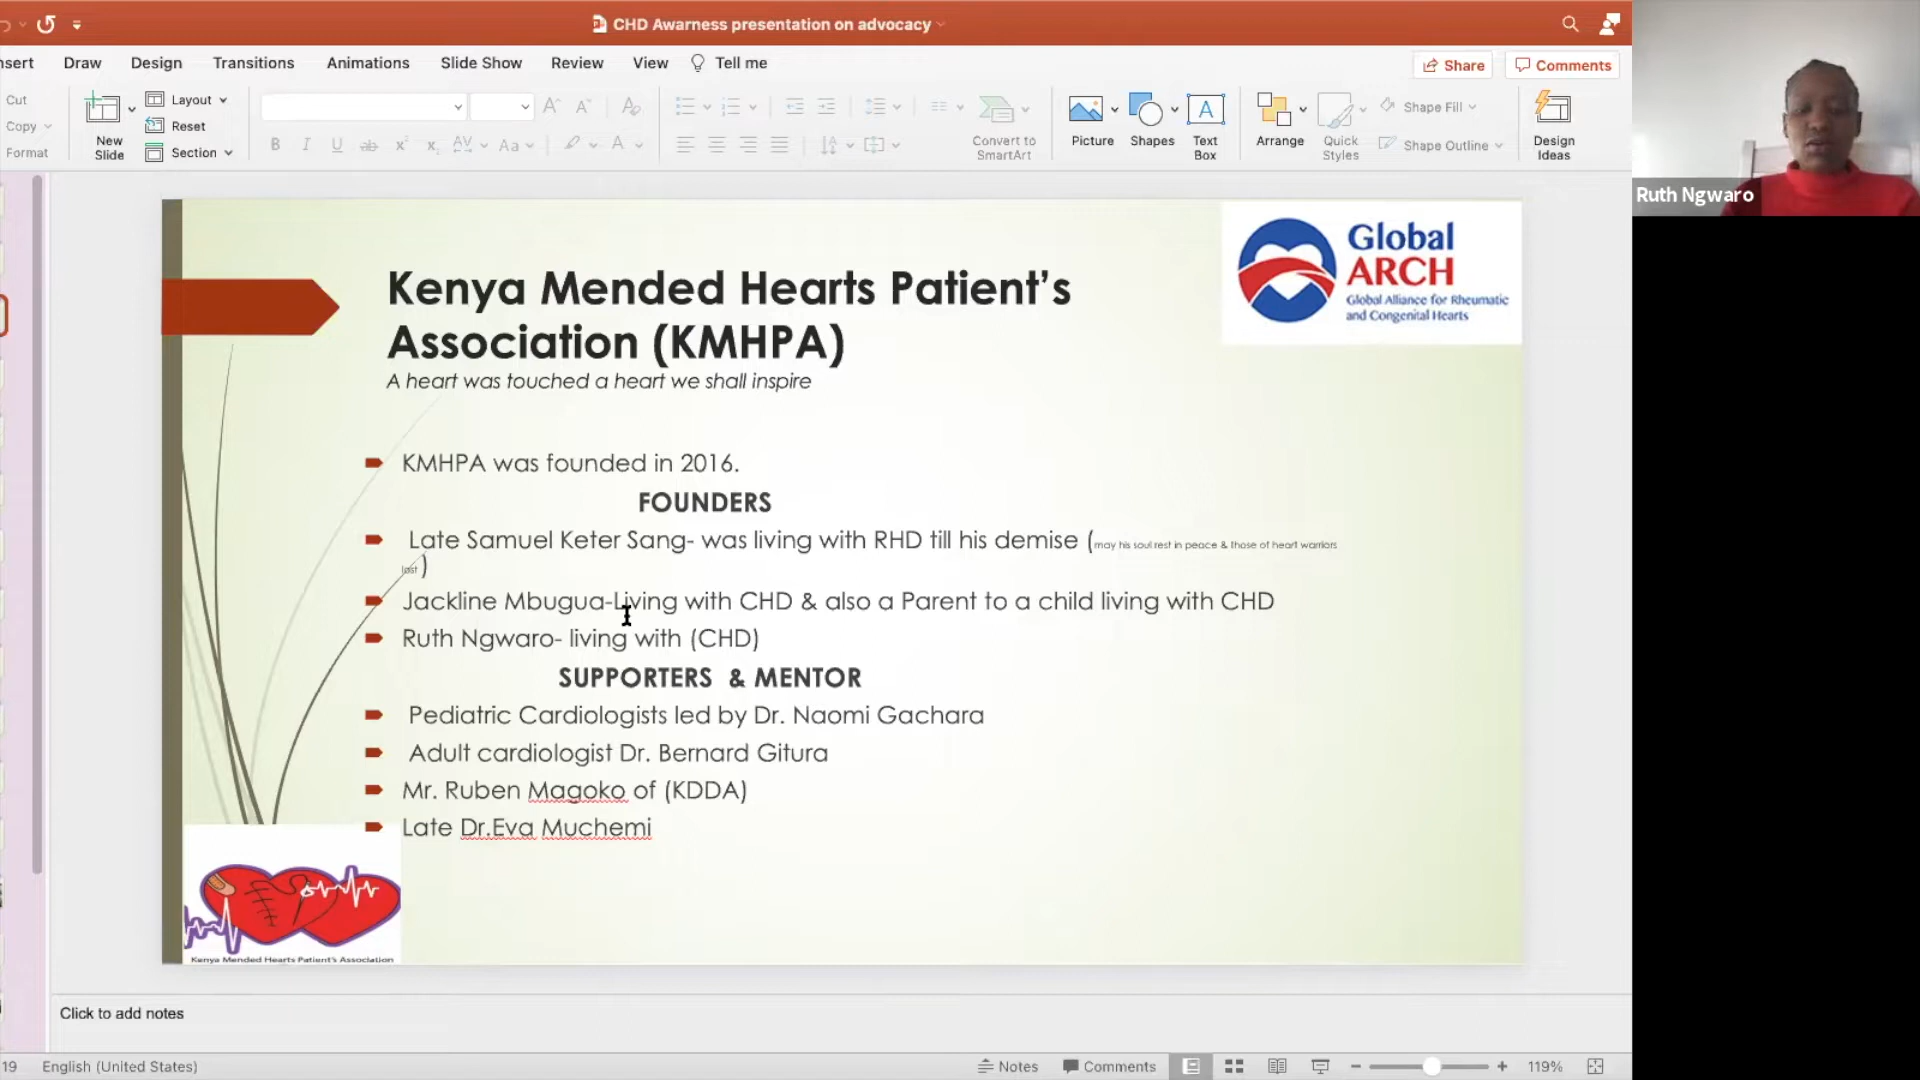 CHD Awarness presentation on advocacy
nsert Draw Design Transitions Animations Slide Show Review View Tell me Share Comments
Cut
Copy
Format
New Slide
Layout
Reset
Section
B I U ab x² x₂ AV Aa A
Convert to SmartArt
Picture
Shapes
Text Box
Arrange
Quick Styles
Shape Fill
Shape Outline
Design Ideas
Ruth Ngwaro
Kenya Mended Hearts Patient’s
Association (KMHPA)
A heart was touched a heart we shall inspire
Global
ARCH
Global Alliance for Rheumatic
and Congenital Hearts
KMHPA was founded in 2016.
FOUNDERS
Late Samuel Keter Sang- was living with RHD till his demise (may his soul rest in peace & those of heart warriors
lost )
Jackline Mbugua-Living with CHD & also a Parent to a child living with CHD
Ruth Ngwaro- living with (CHD)
SUPPORTERS & MENTOR
Pediatric Cardiologists led by Dr. Naomi Gachara
Adult cardiologist Dr. Bernard Gitura
Mr. Ruben Magoko of (KDDA)
Late Dr.Eva Muchemi
Kenya Mended Hearts Patient's Association
Click to add notes
19 English (United States) Notes Comments 119%